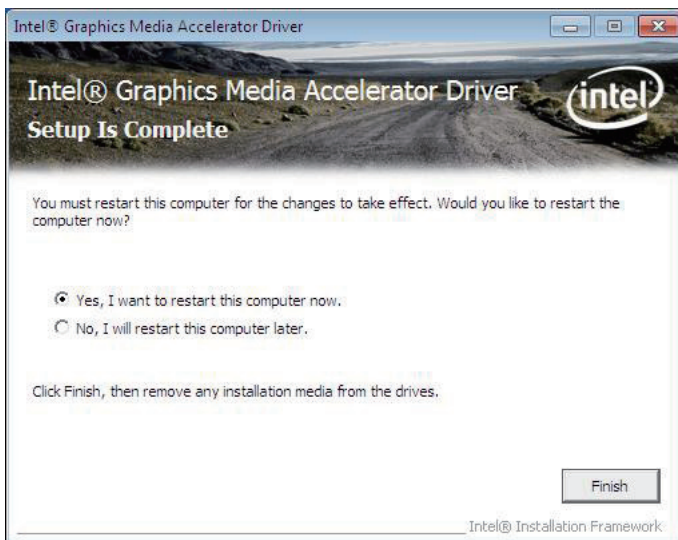 Intel® Graphics Media Accelerator Driver
Intel® Graphics Media Accelerator Driver
intel
Setup Is Complete
You must restart this computer for the changes to take effect. Would you like to restart the
computer now?
Yes, I want to restart this computer now.
No, I will restart this computer later.
Click Finish, then remove any installation media from the drives.
Finish
Intel® Installation Framework